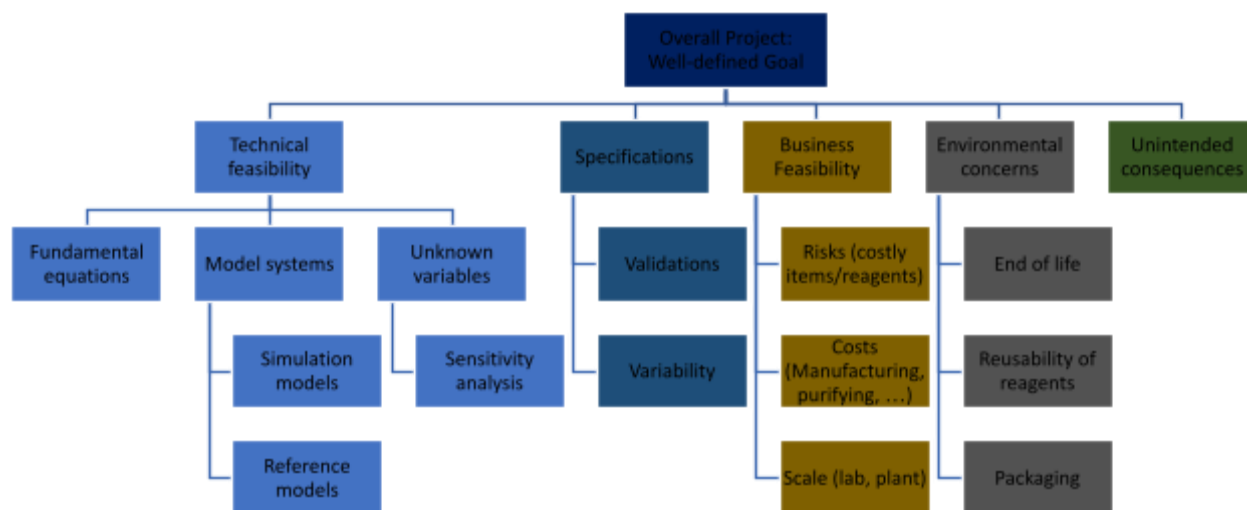 Overall Project:
Well-defined Goal
Technical
feasibility
Specifications
Business
Feasibility
Environmental
concerns
Unintended
consequences
Fundamental
equations
Model systems
Unknown
variables
Validations
Risks (costly
items/reagents)
End of life
Simulation
models
Sensitivity
analysis
Variability
Costs
(Manufacturing,
purifying, ...)
Reusability of
reagents
Reference
models
Scale (lab, plant)
Packaging